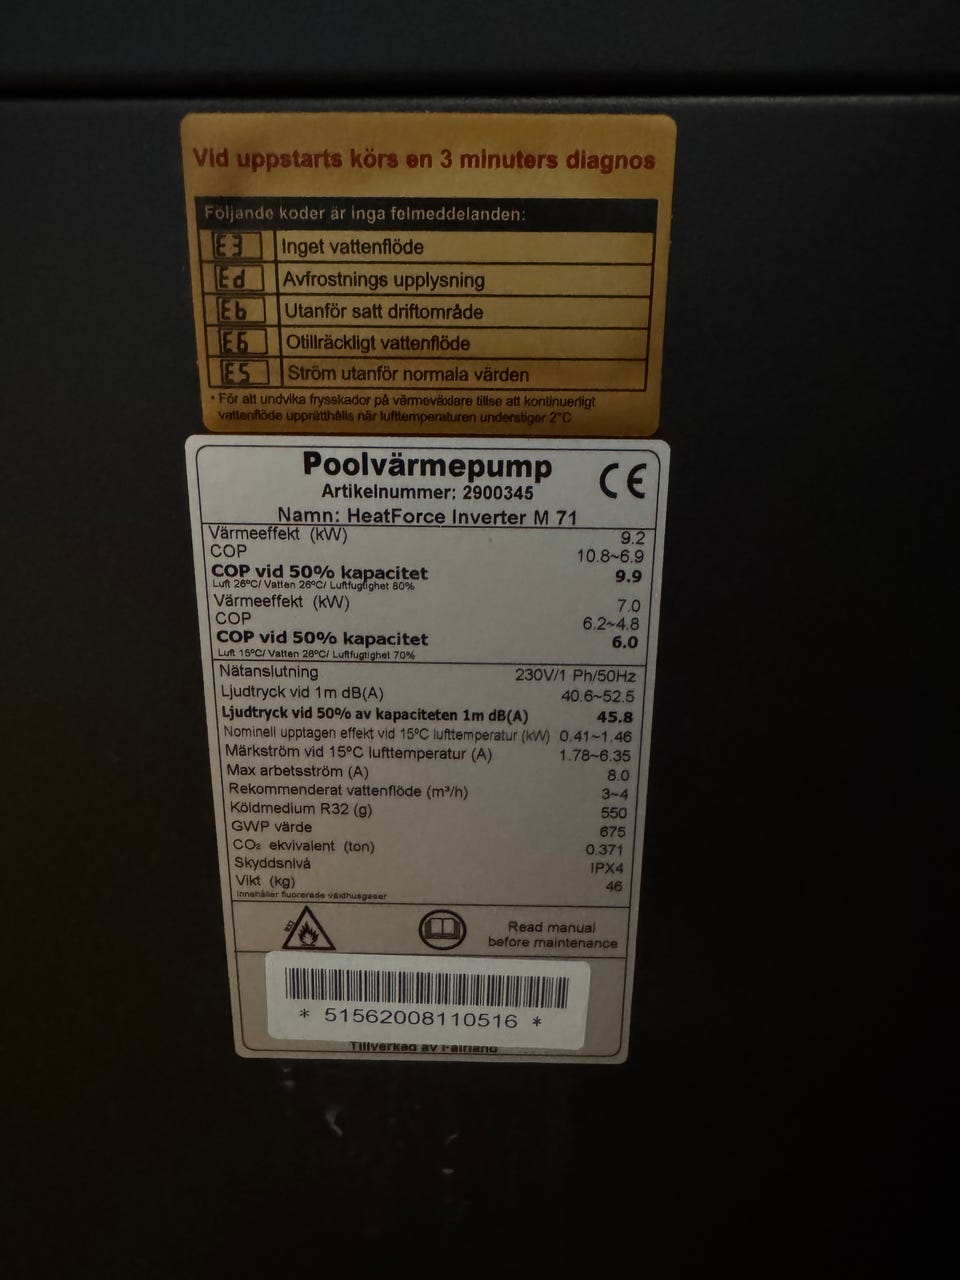 Vid uppstarts körs en 3 minuters diagnos
Följande koder är inga felmeddelanden:
E3 Inget vattenflöde
Ed Avfrostnings upplysning
Eb Utanför satt driftområde
E6 Otillräckligt vattenflöde
E5 Ström utanför normala värden
* För att undvika frysskador på värmeväxlare tillse att kontinuerligt
vattenflöde upprätthålls när lufttemperaturen understiger 2°C
Poolvärmepump
CE
Artikelnummer: 2900345
Namn: HeatForce Inverter M 71
Värmeeffekt (kW) 9.2
COP 10.8~6.9
COP vid 50% kapacitet 9.9
Luft 26°C/ Vatten 26°C/ Luftfugtighet 80%
Värmeeffekt (kW) 7.0
COP 6.2~4.8
COP vid 50% kapacitet 6.0
Luft 15°C/ Vatten 26°C/ Luftfugtighet 70%
Nätanslutning 230V/1 Ph/50Hz
Ljudtryck vid 1m dB(A) 40.6~52.5
Ljudtryck vid 50% av kapaciteten 1m dB(A) 45.8
Nominell upptagen effekt vid 15°C lufttemperatur (kW) 0.41~1.46
Märkström vid 15°C lufttemperatur (A) 1.78~6.35
Max arbetsström (A) 8.0
Rekommenderat vattenflöde (m³/h) 3~4
Köldmedium R32 (g) 550
GWP värde 675
CO₂ ekvivalent (ton) 0.371
Skyddsnivå IPX4
Vikt (kg) 46
Innehåller fluorerade växthusgaser
R32
Read manual
before maintenance
* 51562008110516 *
Tillverkad av Fairland